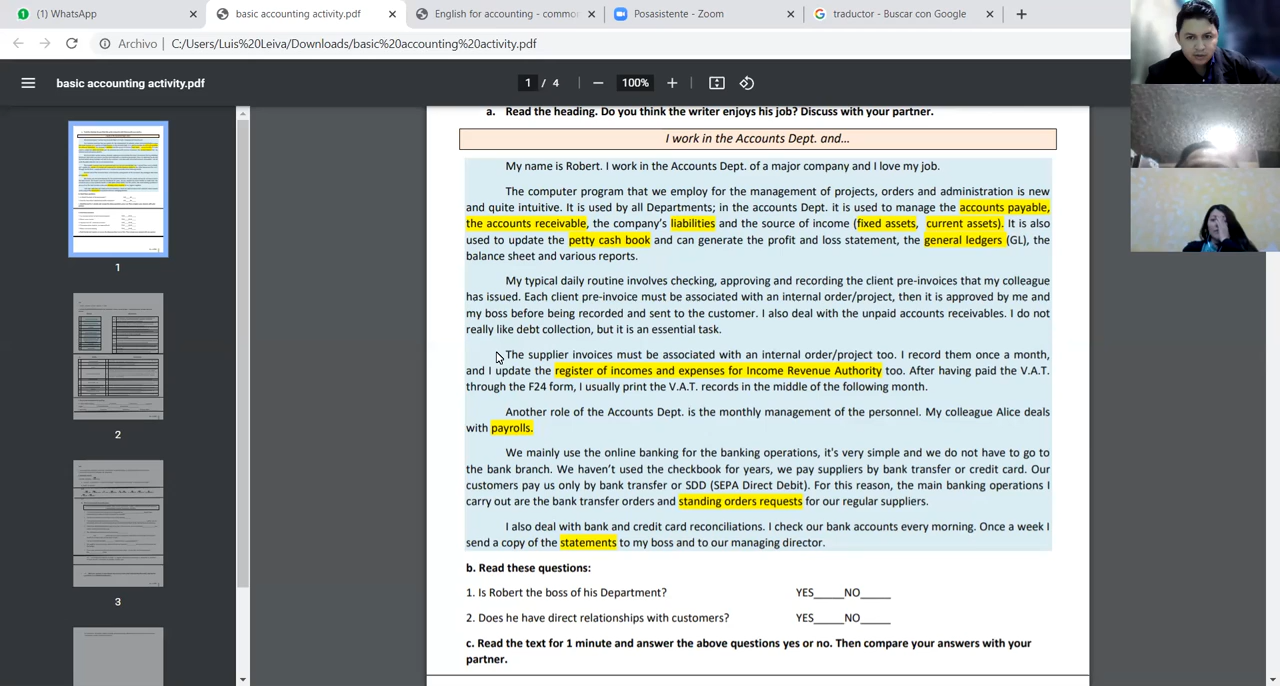 (1) WhatsApp
basic accounting activity.pdf
English for accounting - commo
Posasistente - Zoom
traductor - Buscar con Google
Archivo C:/Users/Luis%20Leiva/Downloads/basic%20accounting%20activity.pdf
basic accounting activity.pdf
1 / 4
100%
a. Read the heading. Do you think the writer enjoys his job? Discuss with your partner.
I work in the Accounts Dept. and...
My name is Robert. I work in the Accounts Dept. of a major company and I love my job.
The computer program that we employ for the management of projects, orders and administration is new
and quite intuitive. It is used by all Departments; in the accounts Dept. it is used to manage the accounts payable,
the accounts receivable, the company's liabilities and the source of income (fixed assets, current assets). It is also
used to update the petty cash book and can generate the profit and loss statement, the general ledgers (GL), the
balance sheet and various reports.
My typical daily routine involves checking, approving and recording the client pre-invoices that my colleague
has issued. Each client pre-invoice must be associated with an internal order/project, then it is approved by me and
my boss before being recorded and sent to the customer. I also deal with the unpaid accounts receivables. I do not
really like debt collection, but it is an essential task.
The supplier invoices must be associated with an internal order/project too. I record them once a month,
and I update the register of incomes and expenses for Income Revenue Authority too. After having paid the V.A.T.
through the F24 form, I usually print the V.A.T. records in the middle of the following month.
Another role of the Accounts Dept. is the monthly management of the personnel. My colleague Alice deals
with payrolls.
We mainly use the online banking for the banking operations, it's very simple and we do not have to go to
the bank branch. We haven't used the checkbook for years, we pay suppliers by bank transfer or credit card. Our
customers pay us only by bank transfer or SDD (SEPA Direct Debit). For this reason, the main banking operations I
carry out are the bank transfer orders and standing orders requests for our regular suppliers.
I also deal with bank and credit card reconciliations. I check our bank accounts every morning. Once a week I
send a copy of the statements to my boss and to our managing director.
b. Read these questions:
1. Is Robert the boss of his Department? YES_____NO_____
2. Does he have direct relationships with customers? YES_____NO_____
c. Read the text for 1 minute and answer the above questions yes or no. Then compare your answers with your
partner.
1
2
3